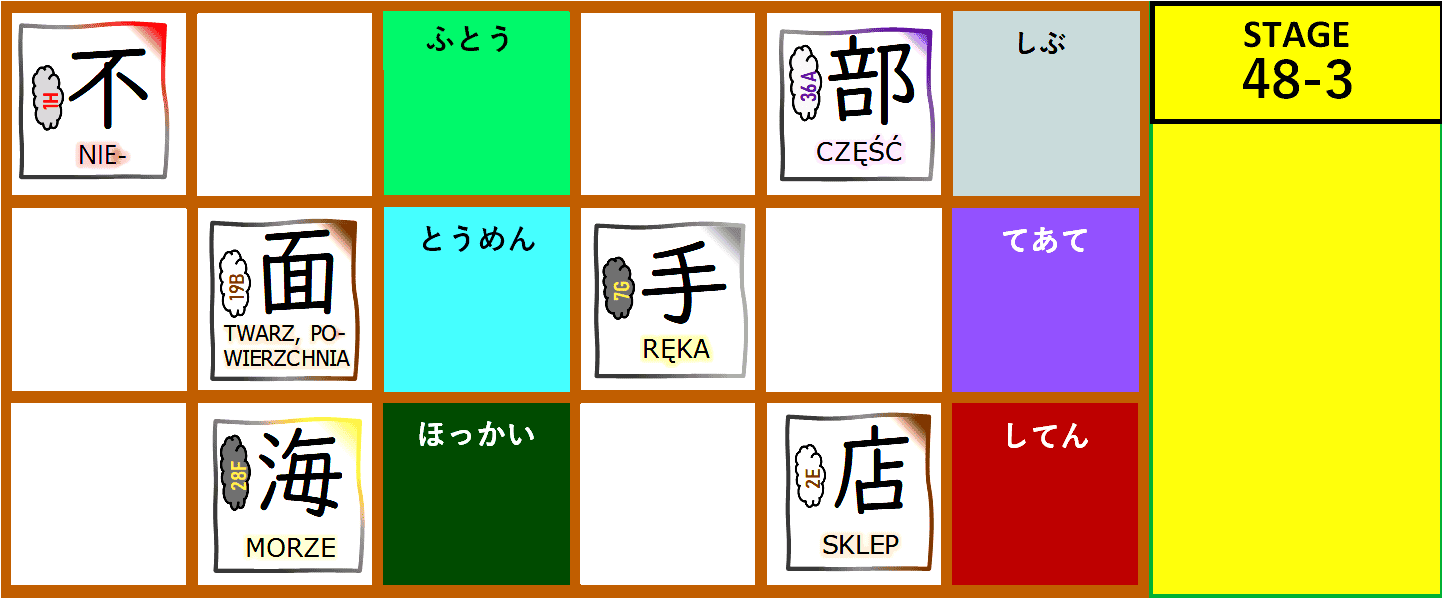 不
1H
NIE-
ふとう
部
36A
CZĘŚĆ
しぶ
STAGE
48-3
面
19B
TWARZ, PO-
WIERZCHNIA
とうめん
手
7G
RĘKA
てあて
海
28F
MORZE
ほっかい
店
2E
SKLEP
してん